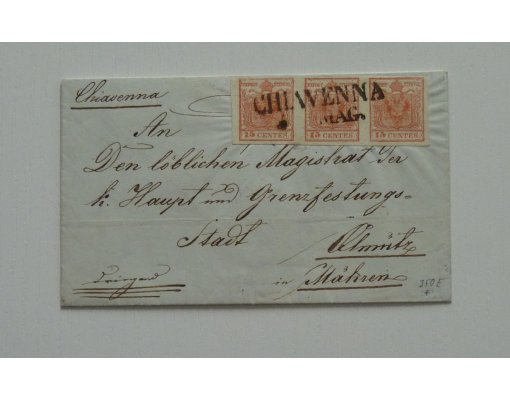 Chiavenna
15 CENTES. 15 CENTES. 15 CENTES.
CHIAVENNA
MAG.
An
Den löblichen Magistrat der
k. Haupt und Grenzfestungs-
Stadt Olmütz
in Mähren
Dringend